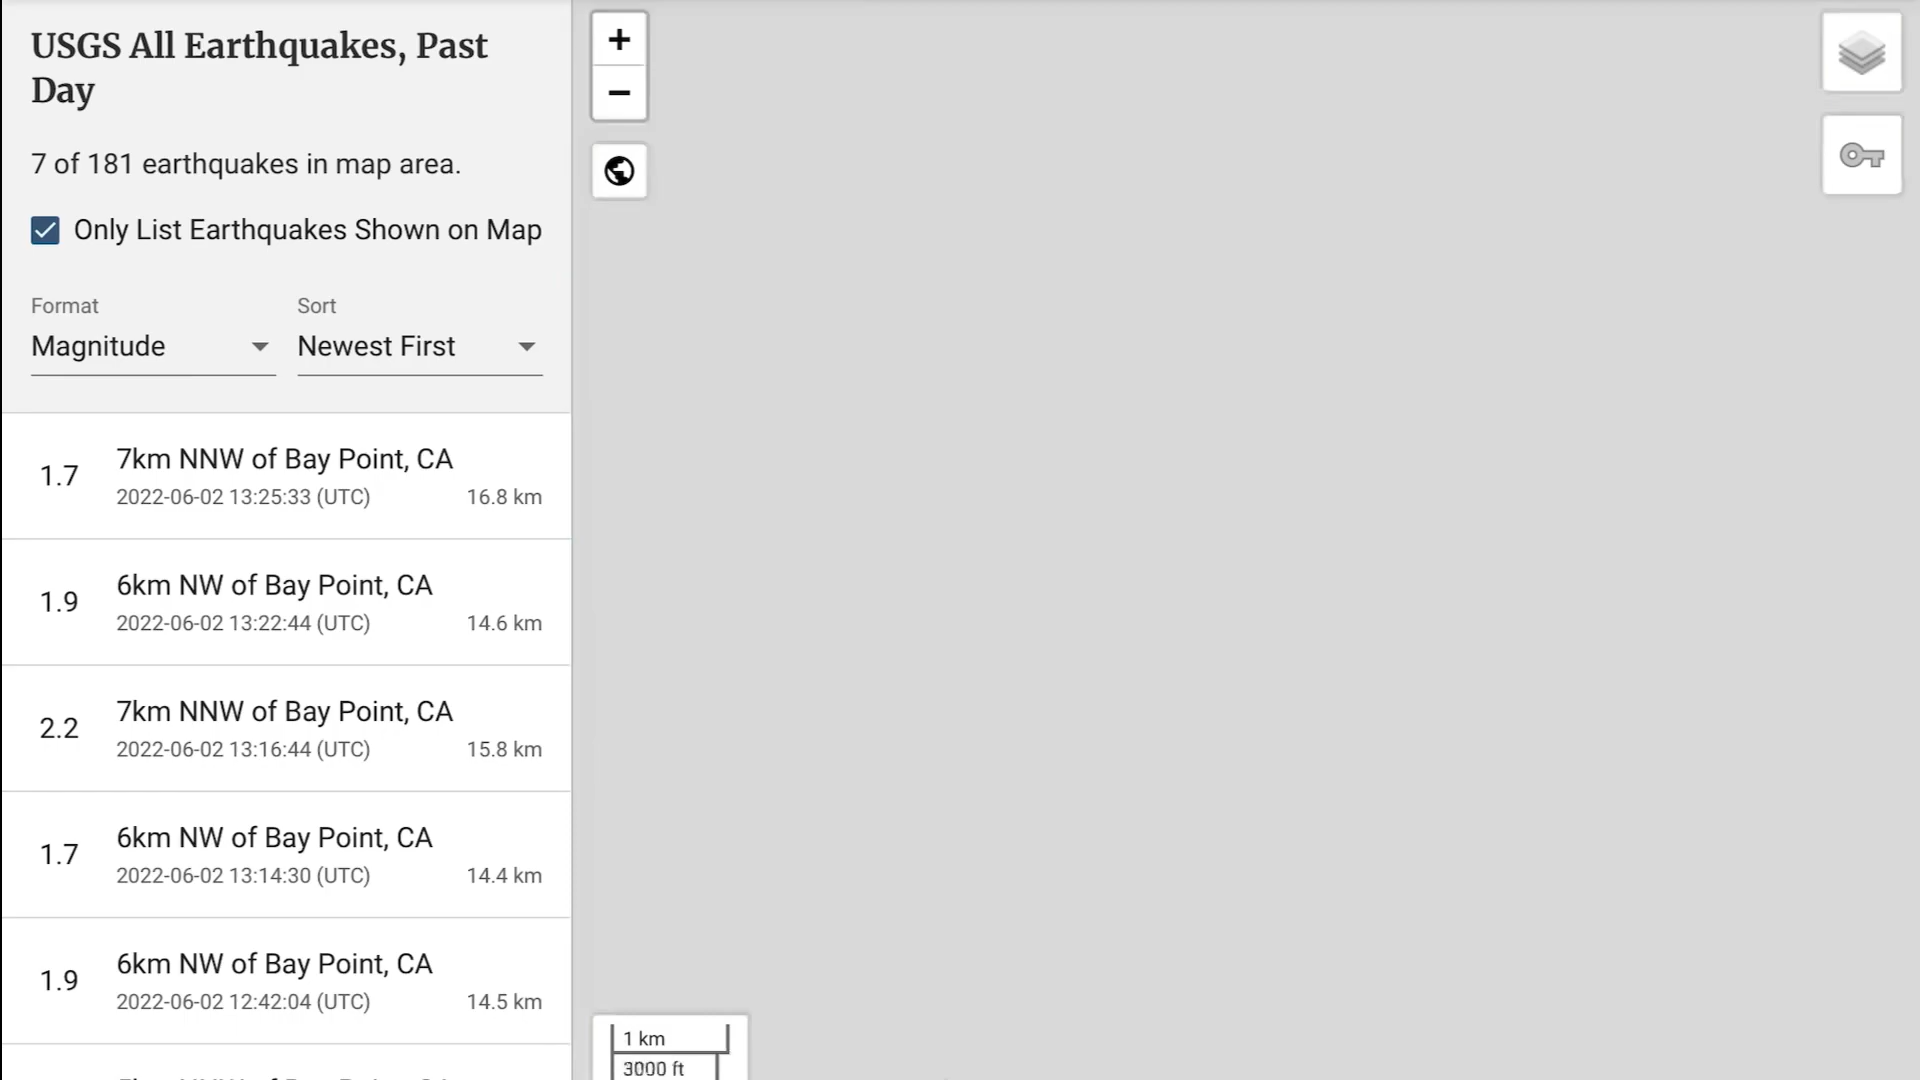 USGS All Earthquakes, Past
Day
7 of 181 earthquakes in map area.
Only List Earthquakes Shown on Map
Format
Sort
Magnitude
Newest First
1.7
7km NNW of Bay Point, CA
2022-06-02 13:25:33 (UTC)
16.8 km
1.9
6km NW of Bay Point, CA
2022-06-02 13:22:44 (UTC)
14.6 km
2.2
7km NNW of Bay Point, CA
2022-06-02 13:16:44 (UTC)
15.8 km
1.7
6km NW of Bay Point, CA
2022-06-02 13:14:30 (UTC)
14.4 km
1.9
6km NW of Bay Point, CA
2022-06-02 12:42:04 (UTC)
14.5 km
+
−
1 km
3000 ft